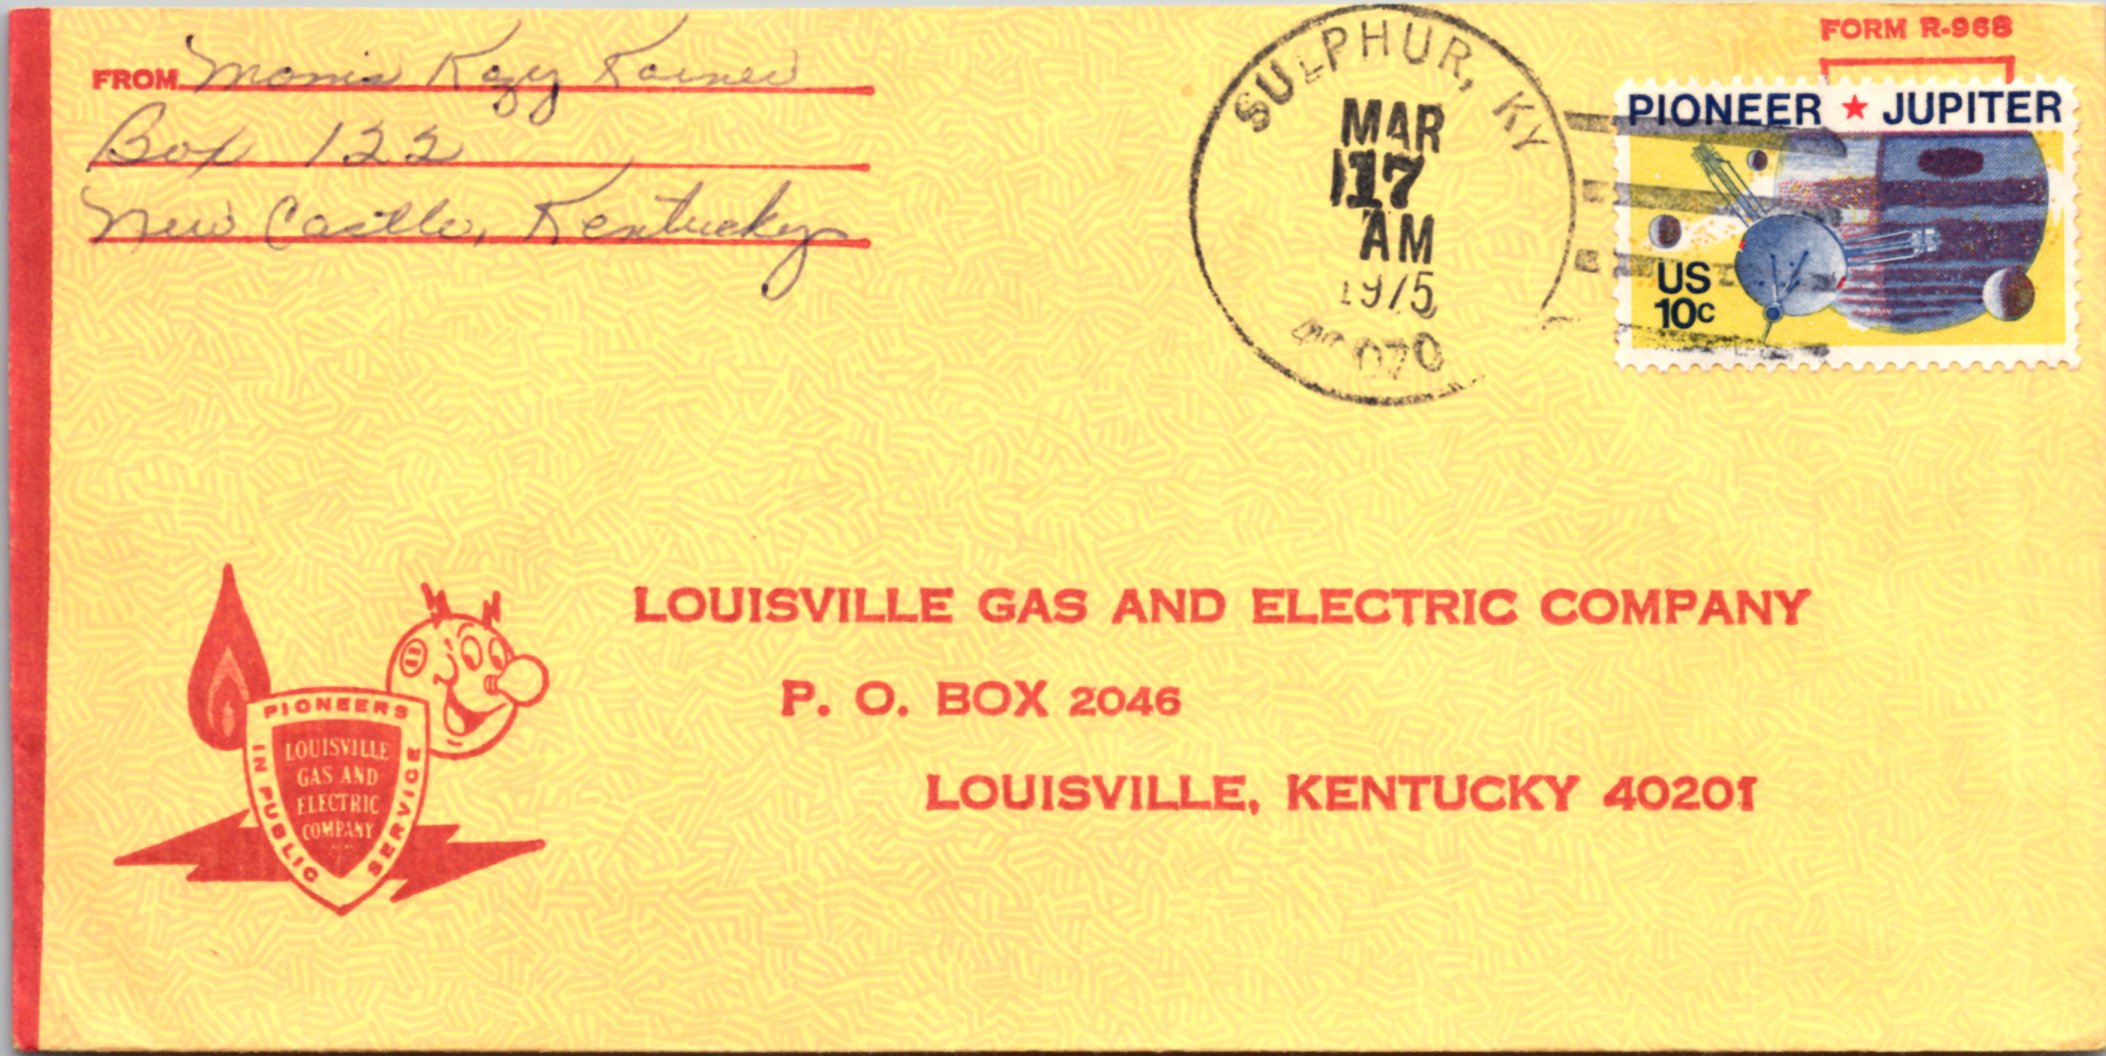 FORM R-968
FROM Morris
Box 122
New Castle, Kentucky
SULPHUR, KY
MAR
17
AM
1975
40070
PIONEER ★ JUPITER
US
10c
LOUISVILLE GAS AND ELECTRIC COMPANY
P. O. BOX 2046
LOUISVILLE, KENTUCKY 40201
PIONEERS
IN PUBLIC
SERVICE
LOUISVILLE
GAS AND
ELECTRIC
COMPANY